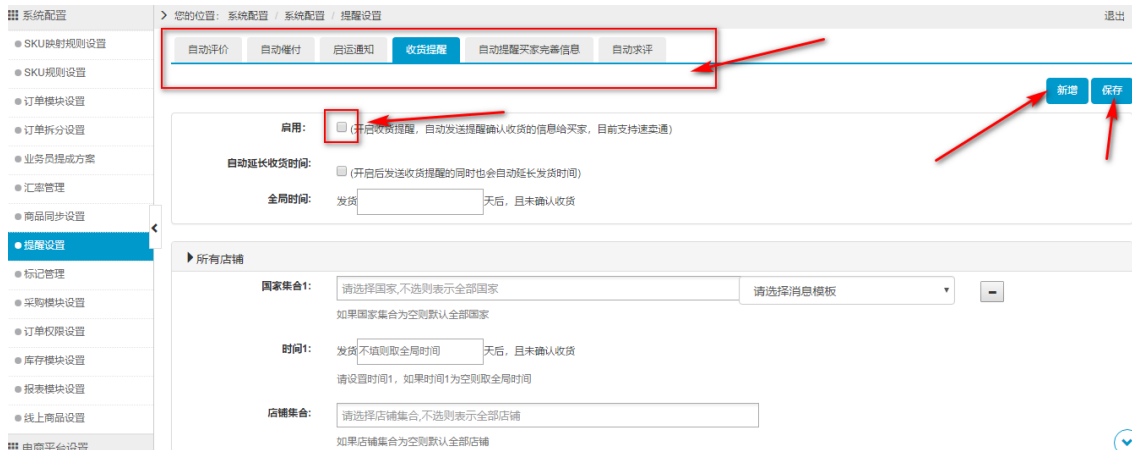 系统配置
> 您的位置: 系统配置 / 系统配置 / 提醒设置
退出
SKU映射规则设置
SKU规则设置
订单模块设置
订单拆分设置
业务员提成方案
汇率管理
商品同步设置
提醒设置
标记管理
采购模块设置
订单权限设置
库存模块设置
报表模块设置
线上商品设置
电商平台设置
自动评价 自动催付 启运通知 收货提醒 自动提醒买家完善信息 自动求评
新增 保存
启用: (开启收货提醒，自动发送提醒确认收货的信息给买家，目前支持速卖通)
自动延长收货时间: (开启后发送收货提醒的同时也会自动延长发货时间)
全局时间: 发货 天后，且未确认收货
所有店铺
国家集合1: 请选择国家,不选则表示全部国家 请选择消息模板
如果国家集合为空则默认全部国家
时间1: 发货 不填则取全局时间 天后，且未确认收货
请设置时间1，如果时间1为空则取全局时间
店铺集合: 请选择店铺集合,不选则表示全部店铺
如果店铺集合为空则默认全部店铺